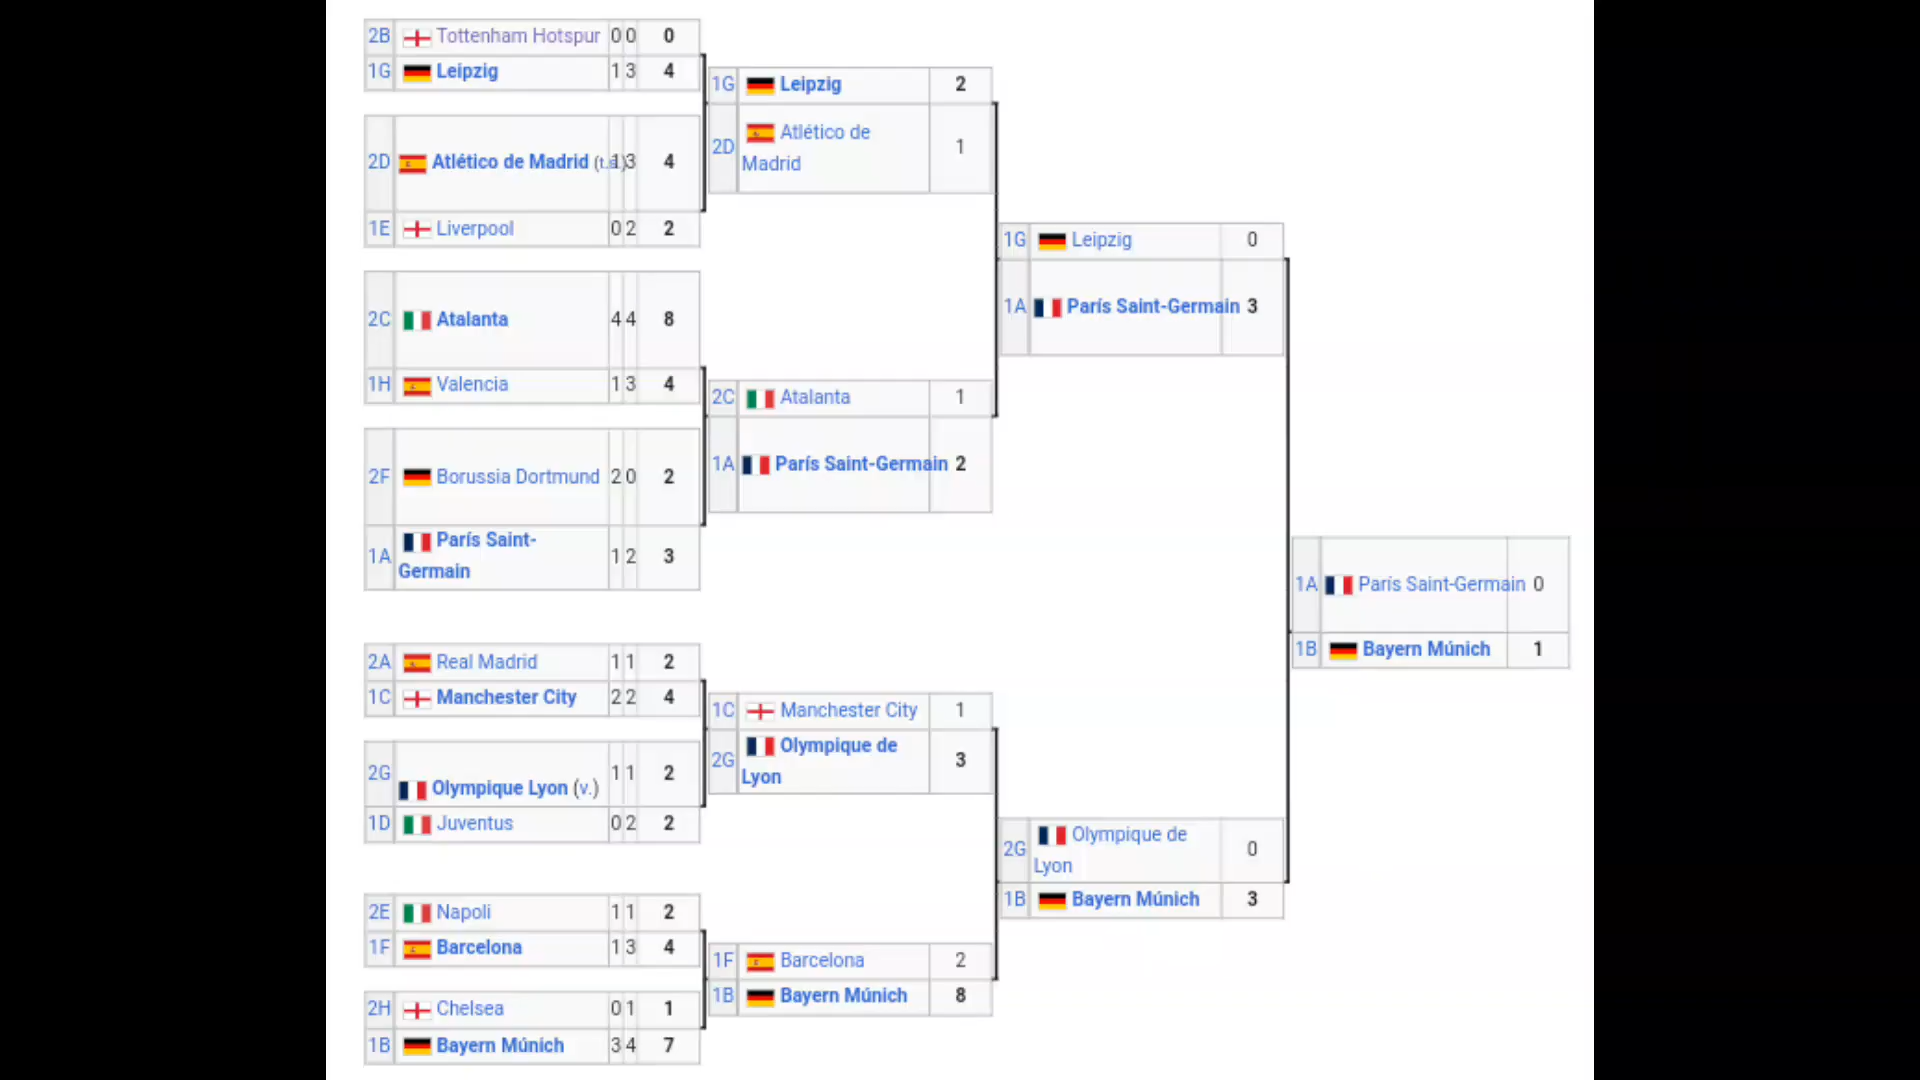 2B Tottenham Hotspur 0 0 0
1G Leipzig 1 3 4
2D Atlético de Madrid (t.s.) 1 3 4
1E Liverpool 0 2 2
2C Atalanta 4 4 8
1H Valencia 1 3 4
2F Borussia Dortmund 2 0 2
1A París Saint-
Germain 1 2 3
2A Real Madrid 1 1 2
1C Manchester City 2 2 4
2G Olympique Lyon (v.) 1 1 2
1D Juventus 0 2 2
2E Napoli 1 1 2
1F Barcelona 1 3 4
2H Chelsea 0 1 1
1B Bayern Múnich 3 4 7
1G Leipzig 2
2D Atlético de
Madrid 1
2C Atalanta 1
1A París Saint-Germain 2
1C Manchester City 1
2G Olympique de
Lyon 3
1F Barcelona 2
1B Bayern Múnich 8
1G Leipzig 0
1A París Saint-Germain 3
2G Olympique de
Lyon 0
1B Bayern Múnich 3
1A París Saint-Germain 0
1B Bayern Múnich 1